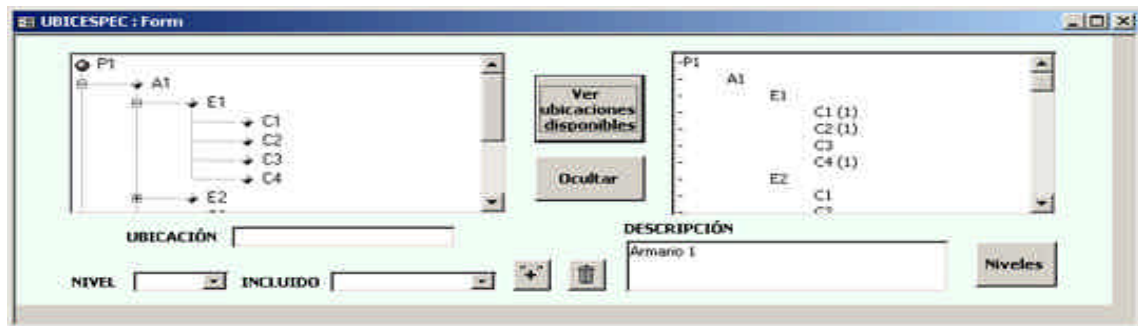 UBICESPEC : Form
P1
A1
E1
C1
C2
C3
C4
E2
Ver
ubicaciones
disponibles
Ocultar
-P1
- A1
- E1
- C1 (1)
- C2 (1)
- C3
- C4 (1)
- E2
- C1
UBICACIÓN
NIVEL
INCLUIDO
"+"
DESCRIPCIÓN
Armario 1
Niveles